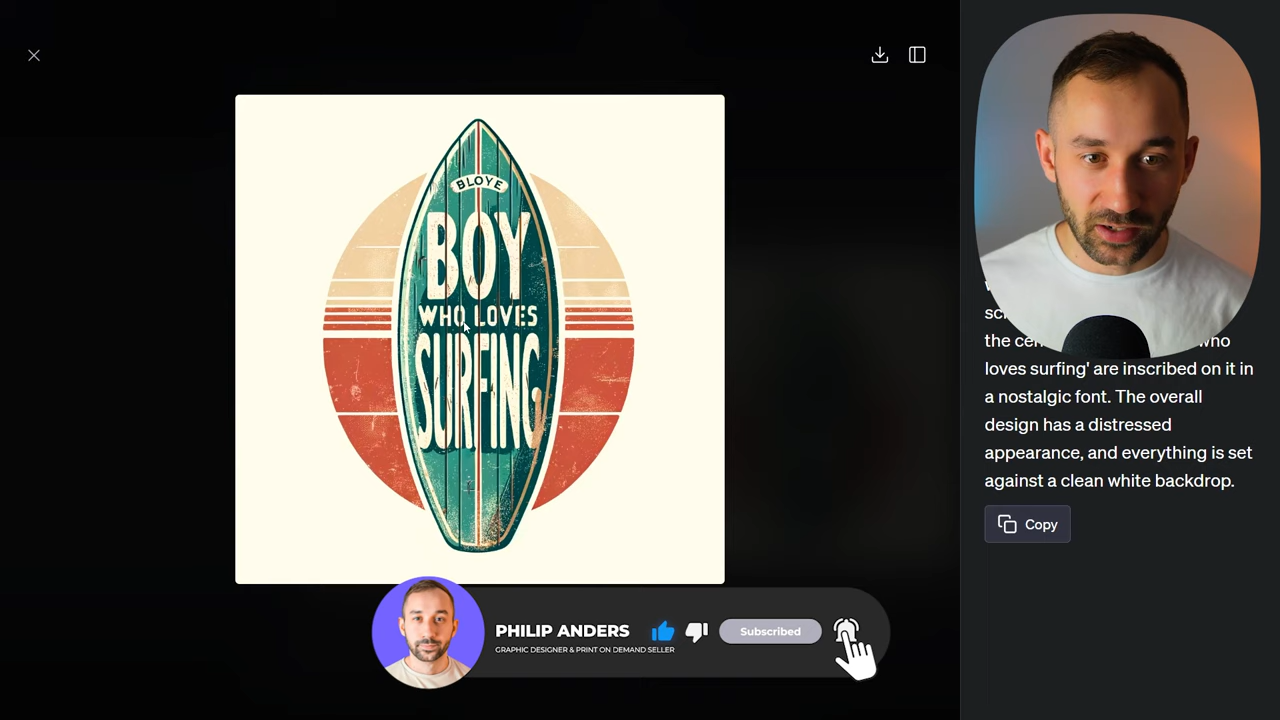 BLOYE
BOY
WHO LOVES
SURFING
who
loves surfing' are inscribed on it in
a nostalgic font. The overall
design has a distressed
appearance, and everything is set
against a clean white backdrop.
Copy
PHILIP ANDERS
GRAPHIC DESIGNER & PRINT ON DEMAND SELLER
Subscribed